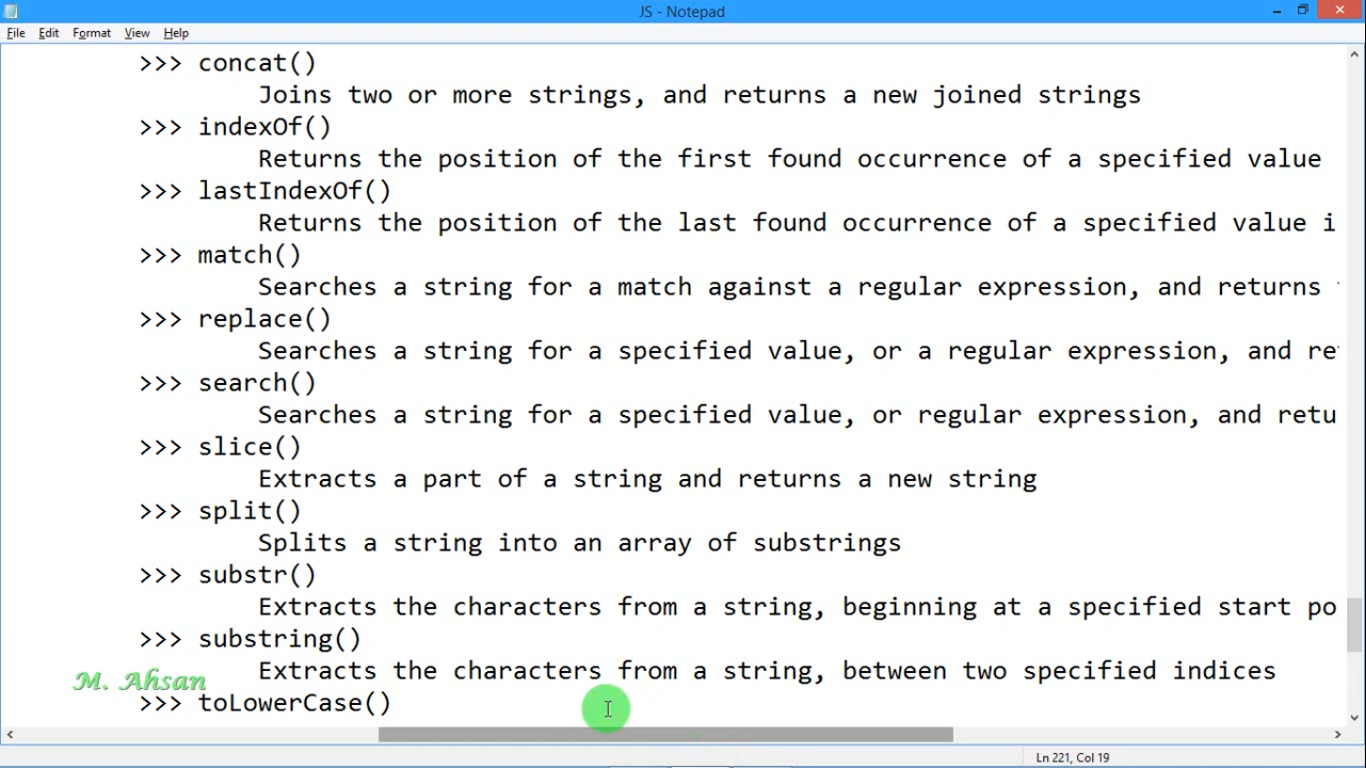 JS - Notepad
File Edit Format View Help
>>> concat()
Joins two or more strings, and returns a new joined strings
>>> indexOf()
Returns the position of the first found occurrence of a specified value
>>> lastIndexOf()
Returns the position of the last found occurrence of a specified value i
>>> match()
Searches a string for a match against a regular expression, and returns
>>> replace()
Searches a string for a specified value, or a regular expression, and re
>>> search()
Searches a string for a specified value, or regular expression, and retu
>>> slice()
Extracts a part of a string and returns a new string
>>> split()
Splits a string into an array of substrings
>>> substr()
Extracts the characters from a string, beginning at a specified start po
>>> substring()
Extracts the characters from a string, between two specified indices
M. Ahsan
>>> toLowerCase()
Ln 221, Col 19